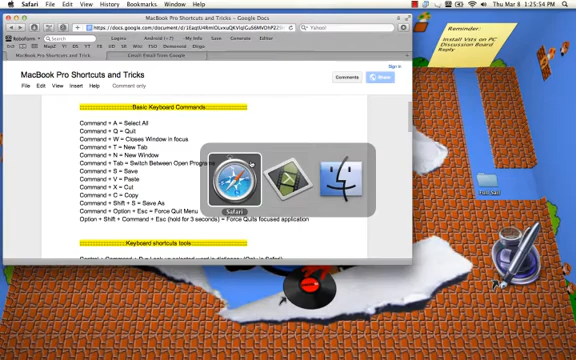 Safari File Edit View History Bookmarks Window Help
Thu Mar 8 1:25:54 PM
MacBook Pro Shortcuts and Tricks – Google Docs
Reminder:
Install Vids on PC
Discussion Board
Reply
Sign in
MacBook Pro Shortcuts and Tricks
Comments Share
File Edit View Insert Help Comment only
Basic Keyboard Commands
Command + A = Select All
Command + Q = Quit
Command + W = Closes Window in focus
Command + T = New Tab
Command + N = New Window
Command + Tab = Switch Between Open Programs
Command + S = Save
Command + V = Paste
Command + X = Cut
Command + C = Copy
Command + Shift + S = Save As
Command + Option + Esc = Force Quit Menu
Option + Shift + Command + Esc (hold for 3 seconds) = Force Quits focused application
Safari
Keyboard shortcuts tools